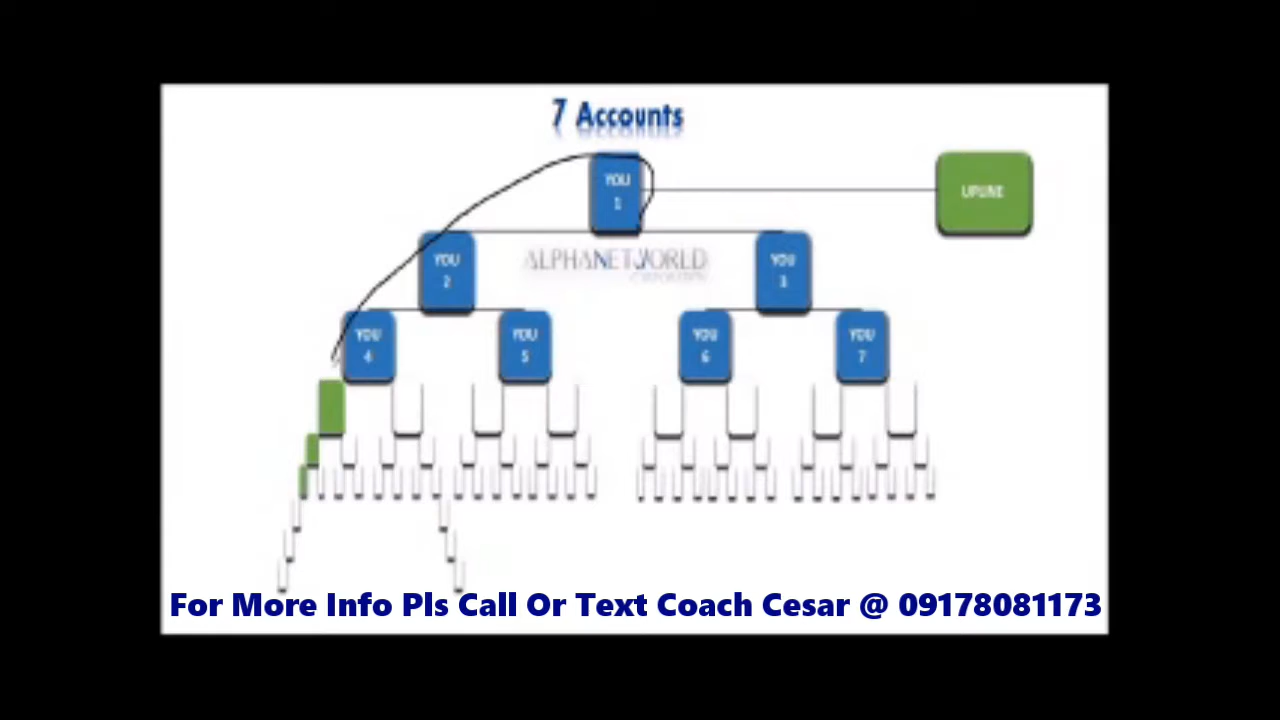 7 Accounts
YOU
1
UPLINE
YOU
2
ALPHANETWORLD
CORPORATION
YOU
3
YOU
4
YOU
5
YOU
6
YOU
7
For More Info Pls Call Or Text Coach Cesar @ 09178081173